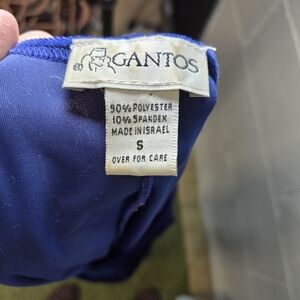 ® GANTOS
90% POLYESTER
10% SPANDEX
MADE IN ISRAEL
S
OVER FOR CARE